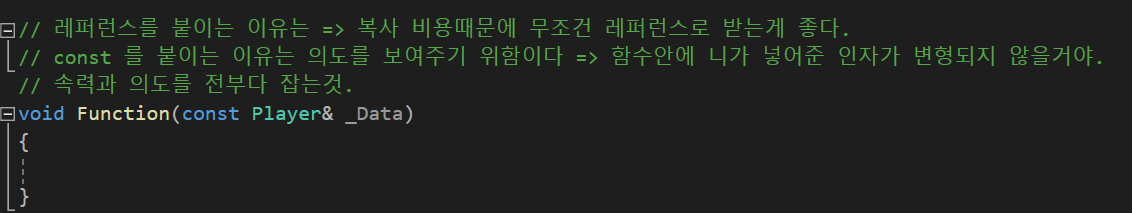 // 레퍼런스를 붙이는 이유는 => 복사 비용때문에 무조건 레퍼런스로 받는게 좋다.
// const 를 붙이는 이유는 의도를 보여주기 위함이다 => 함수안에 니가 넣어준 인자가 변형되지 않을거야.
// 속력과 의도를 전부다 잡는것.
void Function(const Player& _Data)
{
}